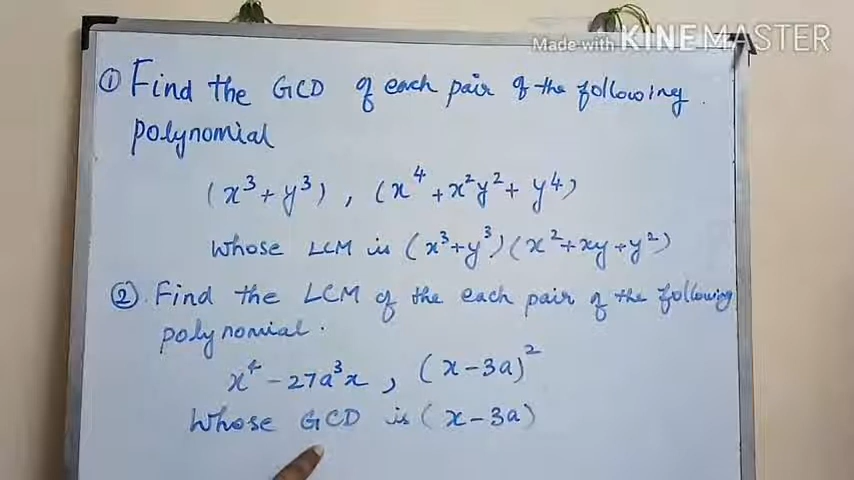 Made with KINEMASTER
① Find the GCD of each pair of the following.
polynomial
(x³ + y³), (x⁴ + x²y² + y⁴)
Whose LCM is (x³+y³)(x²+xy+y²)
②. Find the LCM of the each pair of the following
polynomial.
x⁴ - 27a³x, (x - 3a)²
Whose GCD is (x - 3a)